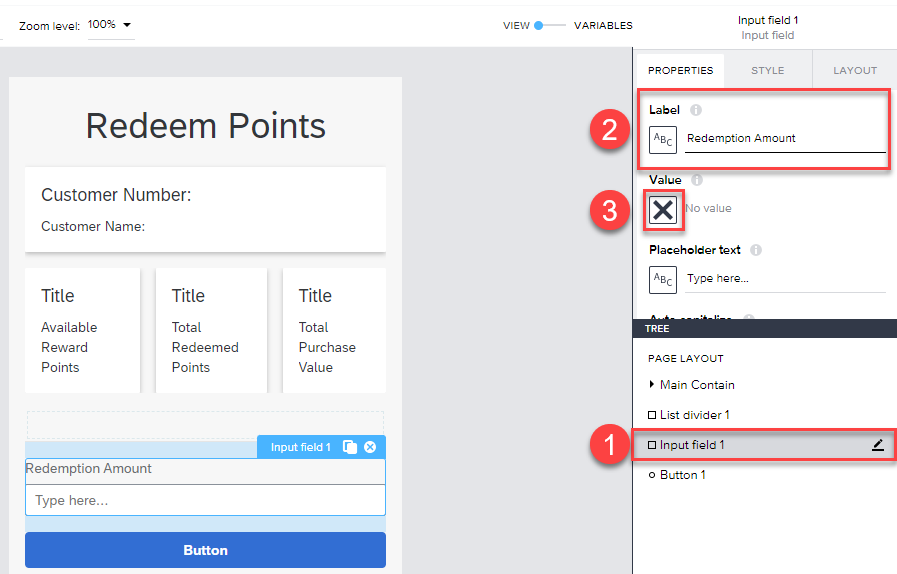 Zoom level: 100%
VIEW VARIABLES
Input field 1
Input field
PROPERTIES STYLE LAYOUT
Label
ABC Redemption Amount
2
Value
No value
3
Placeholder text
ABC Type here...
Auto capitalize
TREE
PAGE LAYOUT
Main Contain
List divider 1
1
Input field 1
Button 1
Redeem Points
Customer Number:
Customer Name:
Title
Available
Reward
Points
Title
Total
Redeemed
Points
Title
Total
Purchase
Value
Input field 1
Redemption Amount
Type here...
Button